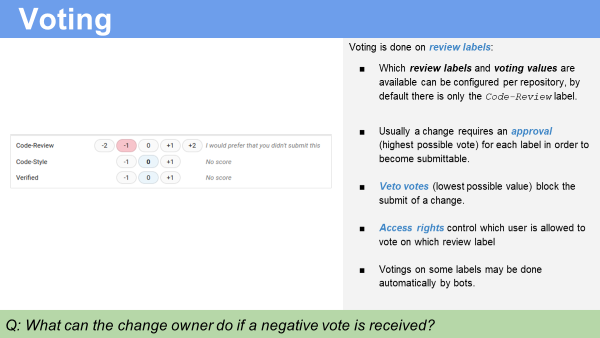 Voting
Voting is done on review labels:
■ Which review labels and voting values are
available can be configured per repository, by
default there is only the Code-Review label.
■ Usually a change requires an approval
(highest possible vote) for each label in order to
become submittable.
■ Veto votes (lowest possible value) block the
submit of a change.
■ Access rights control which user is allowed to
vote on which review label
■ Votings on some labels may be done
automatically by bots.
Code-Review -2 -1 0 +1 +2 I would prefer that you didn't submit this
Code-Style -1 0 +1 No score
Verified -1 0 +1 No score
Q: What can the change owner do if a negative vote is received?